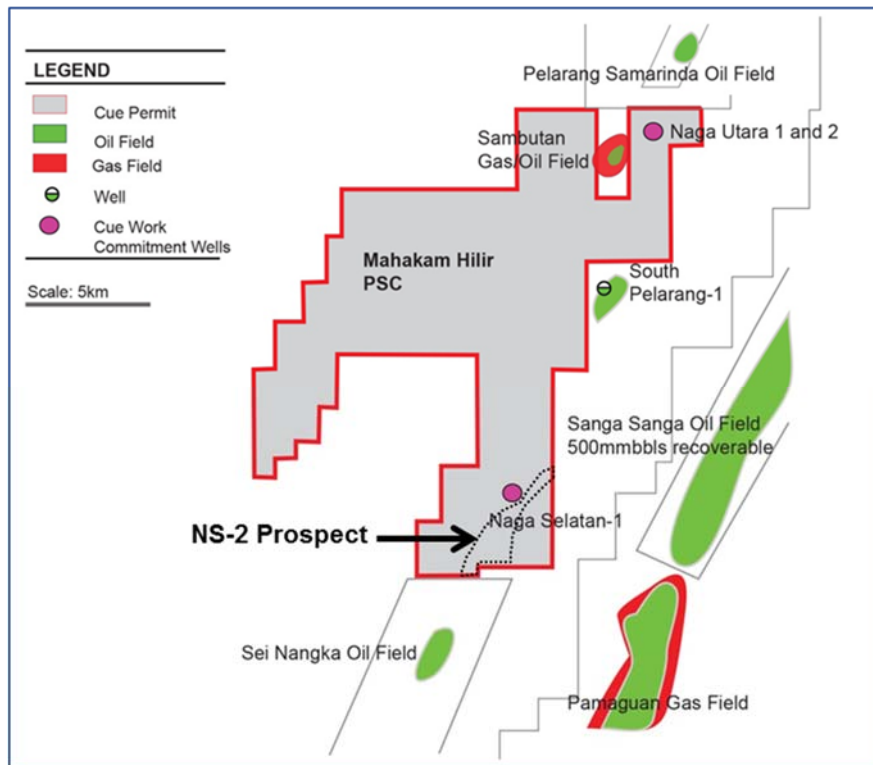 LEGEND
Cue Permit
Oil Field
Gas Field
Well
Cue Work
Commitment Wells
Scale: 5km
Pelarang Samarinda Oil Field
Sambutan
Gas/Oil Field
Naga Utara 1 and 2
Mahakam Hilir
PSC
South
Pelarang-1
Sanga Sanga Oil Field
500mmbbls recoverable
Naga Selatan-1
NS-2 Prospect
Sei Nangka Oil Field
Pamaguan Gas Field